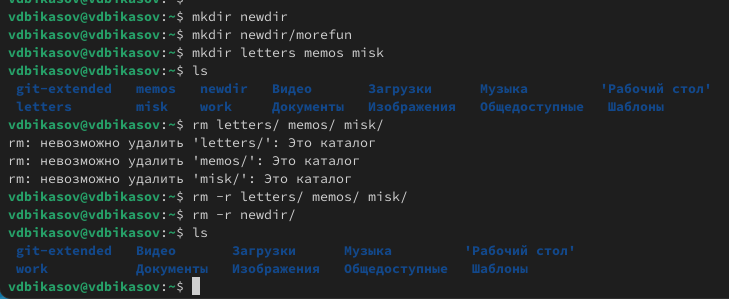 vdbikasov@vdbikasov:~$ mkdir newdir
vdbikasov@vdbikasov:~$ mkdir newdir/morefun
vdbikasov@vdbikasov:~$ mkdir letters memos misk
vdbikasov@vdbikasov:~$ ls
git-extended memos newdir Видео Загрузки Музыка 'Рабочий стол'
letters misk work Документы Изображения Общедоступные Шаблоны
vdbikasov@vdbikasov:~$ rm letters/ memos/ misk/
rm: невозможно удалить 'letters/': Это каталог
rm: невозможно удалить 'memos/': Это каталог
rm: невозможно удалить 'misk/': Это каталог
vdbikasov@vdbikasov:~$ rm -r letters/ memos/ misk/
vdbikasov@vdbikasov:~$ rm -r newdir/
vdbikasov@vdbikasov:~$ ls
git-extended Видео Загрузки Музыка 'Рабочий стол'
work Документы Изображения Общедоступные Шаблоны
vdbikasov@vdbikasov:~$